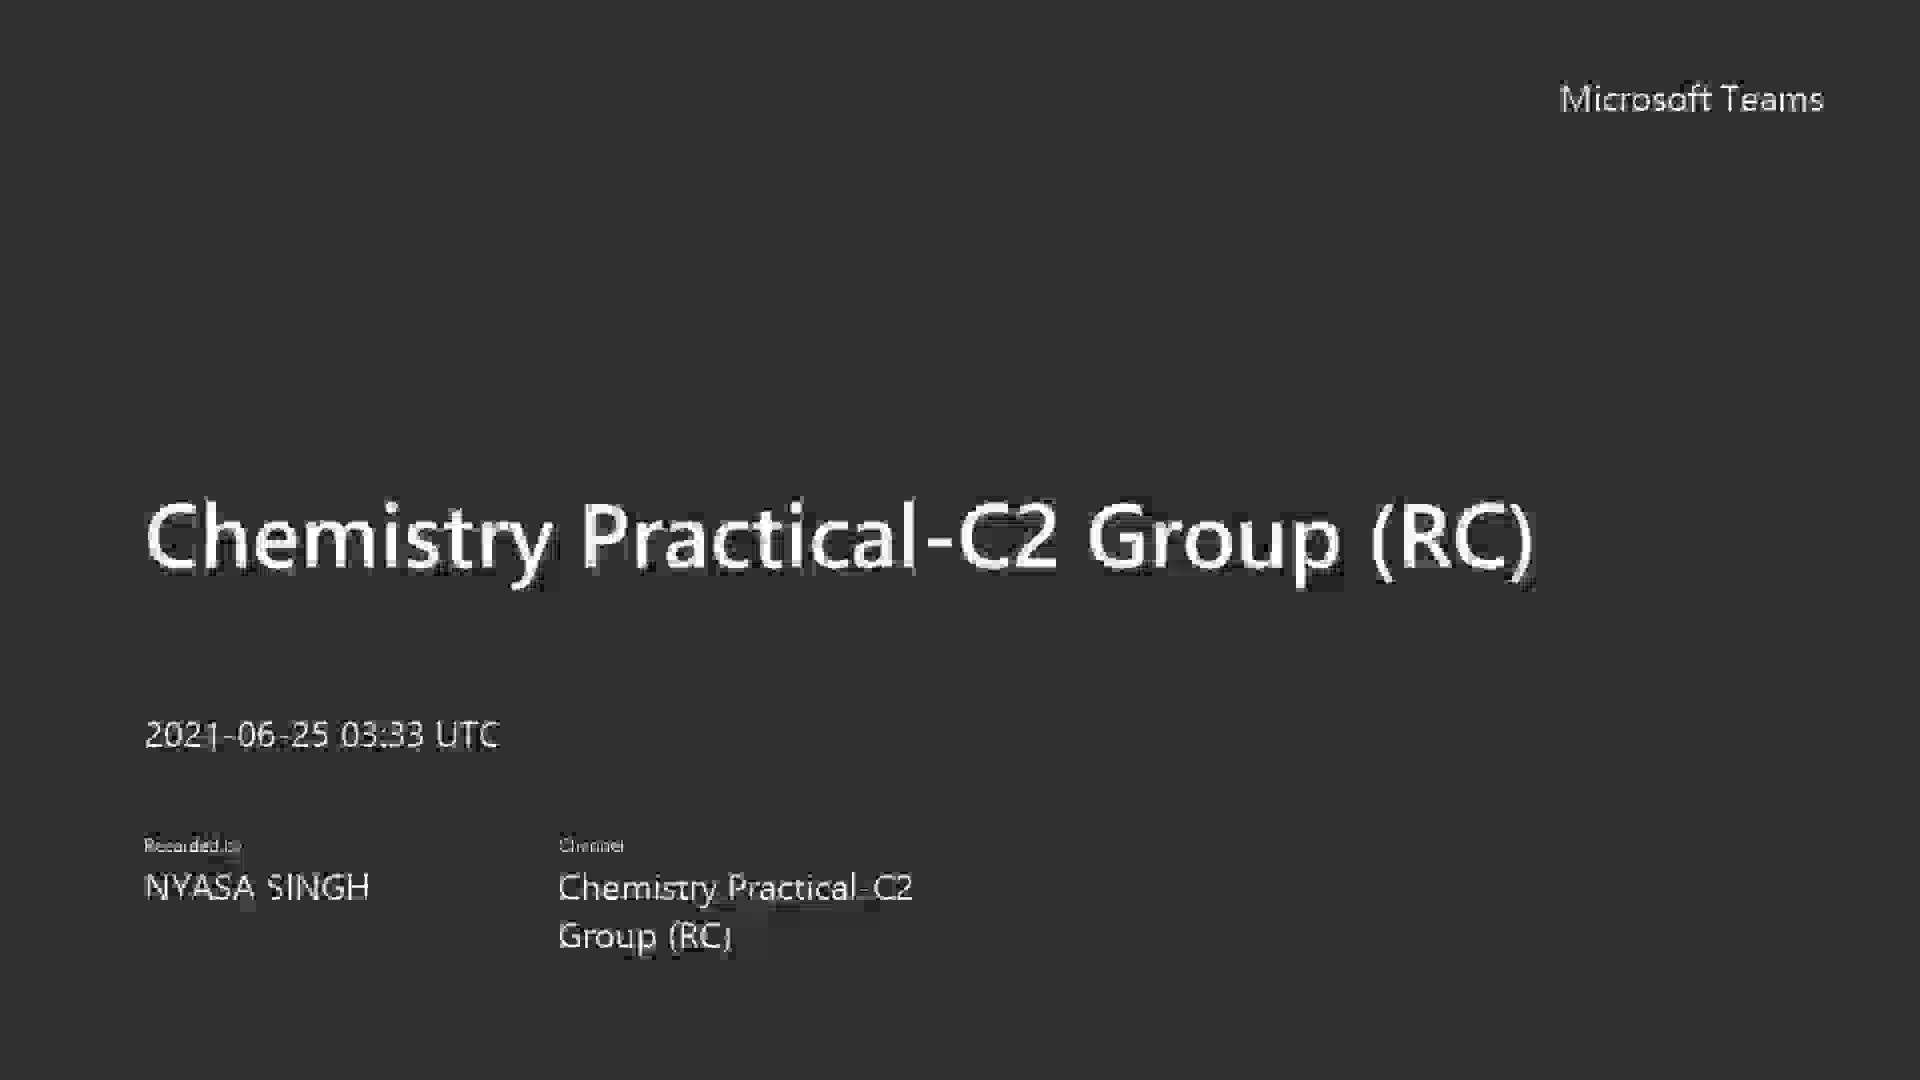 Microsoft Teams
Chemistry Practical-C2 Group (RC)
2021-06-25 03:33 UTC
Recorded by
Channel
NYASA SINGH
Chemistry Practical-C2
Group (RC)